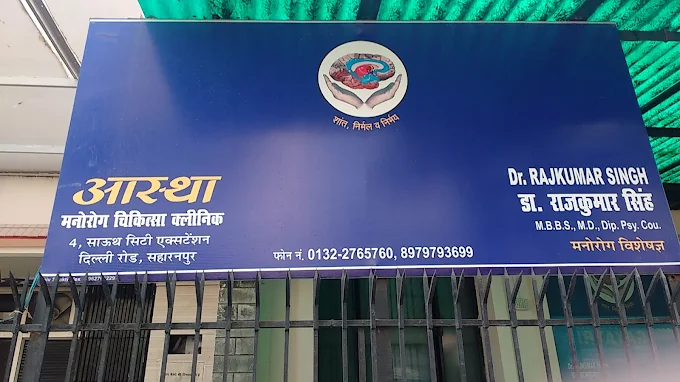 शांत, निर्मल व निर्भय
आस्था
मनोरोग चिकित्सा क्लीनिक
4, साऊथ सिटी एक्सटेंशन
दिल्ली रोड, सहारनपुर
फोन नं. 0132-2765760, 8979793699
Dr. RAJKUMAR SINGH
डा. राजकुमार सिंह
M.B.B.S., M.D., Dip. Psy. Cou.
मनोरोग विशेषज्ञ